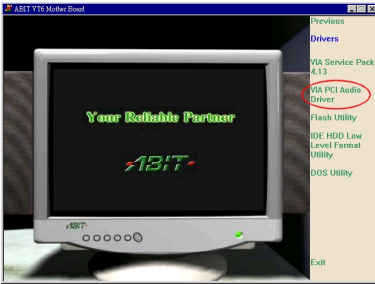 ABIT VT6 Mother Board
Previous
Drivers
VIA Service Pack
4.13
VIA PCI Audio
Driver
Flash Utility
IDE HDD Low
Level Format
Utility
DOS Utility
Exit
Your Reliable Partner
ABIT
ABIT